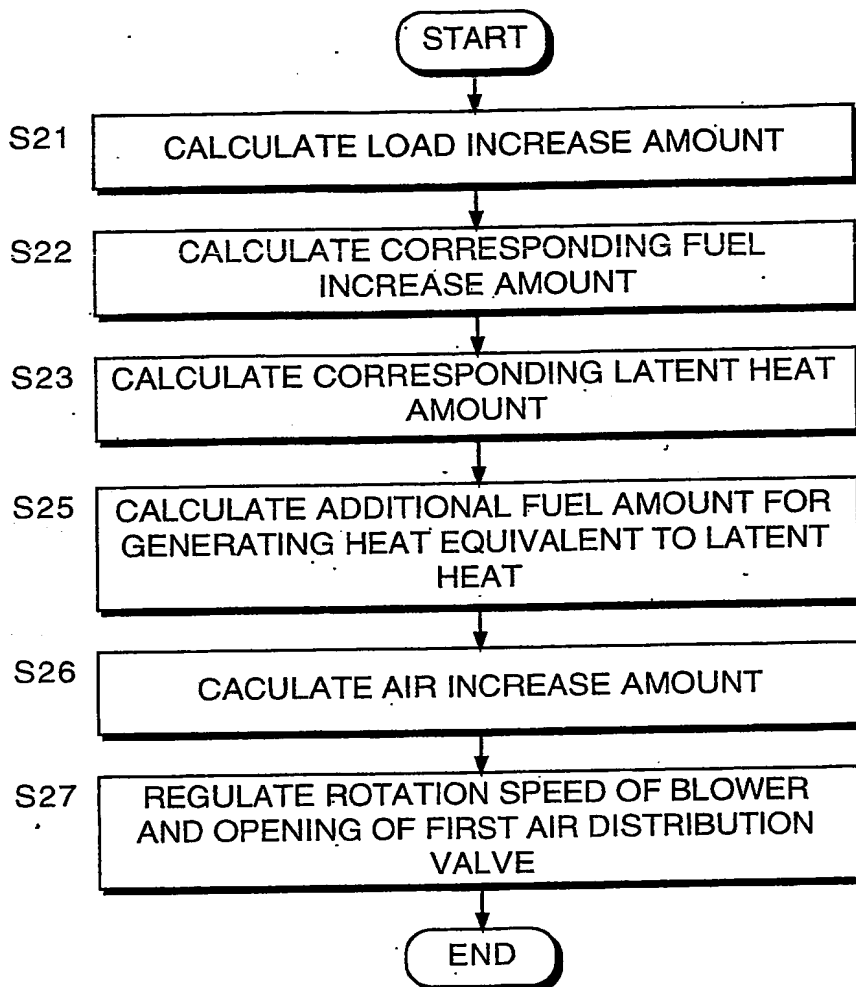 START
S21
CALCULATE LOAD INCREASE AMOUNT
S22
CALCULATE CORRESPONDING FUEL
INCREASE AMOUNT
S23
CALCULATE CORRESPONDING LATENT HEAT
AMOUNT
S25
CALCULATE ADDITIONAL FUEL AMOUNT FOR
GENERATING HEAT EQUIVALENT TO LATENT
HEAT
S26
CACULATE AIR INCREASE AMOUNT
S27
REGULATE ROTATION SPEED OF BLOWER
AND OPENING OF FIRST AIR DISTRIBUTION
VALVE
END